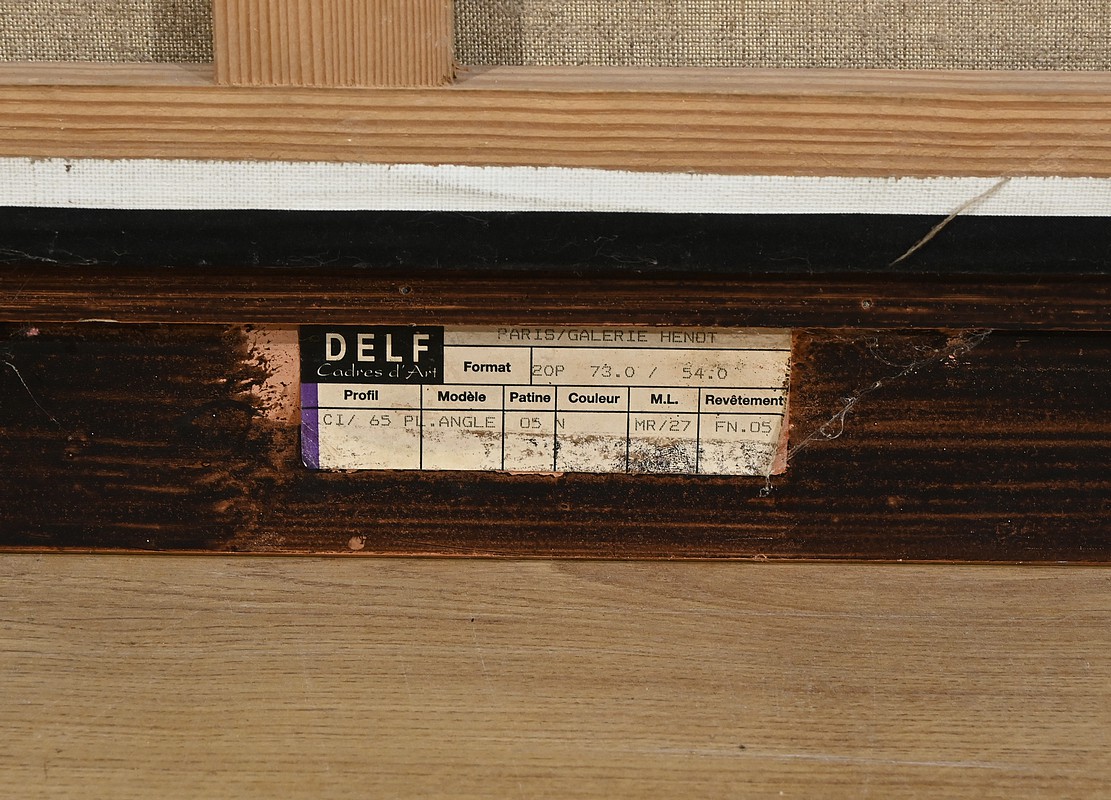 DELF
Cadres d'Art
PARIS/GALERIE HENOT
Format 20P 73.0 / 54.0
Profil Modèle Patine Couleur M.L. Revêtement
CI/ 65 PL.ANGLE 05 N MR/27 FN.05